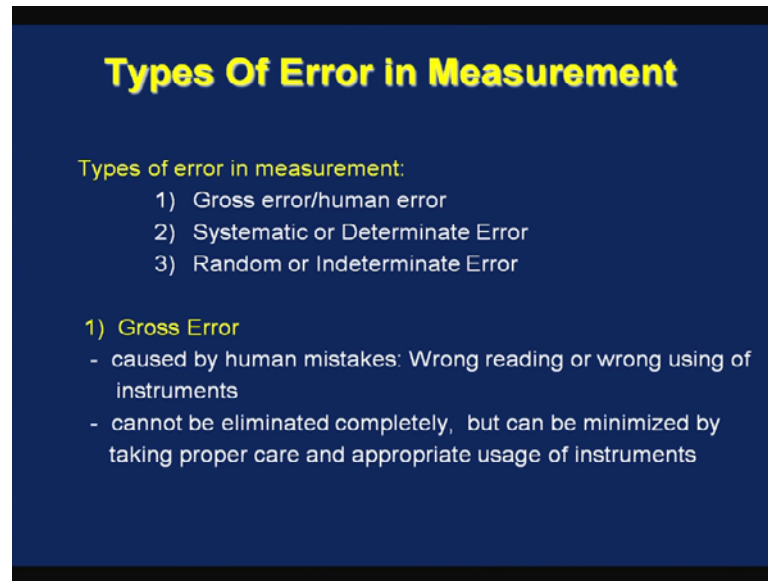 Types Of Error in Measurement
Types of error in measurement:
1) Gross error/human error
2) Systematic or Determinate Error
3) Random or Indeterminate Error
1) Gross Error
- caused by human mistakes: Wrong reading or wrong using of
instruments
- cannot be eliminated completely, but can be minimized by
taking proper care and appropriate usage of instruments